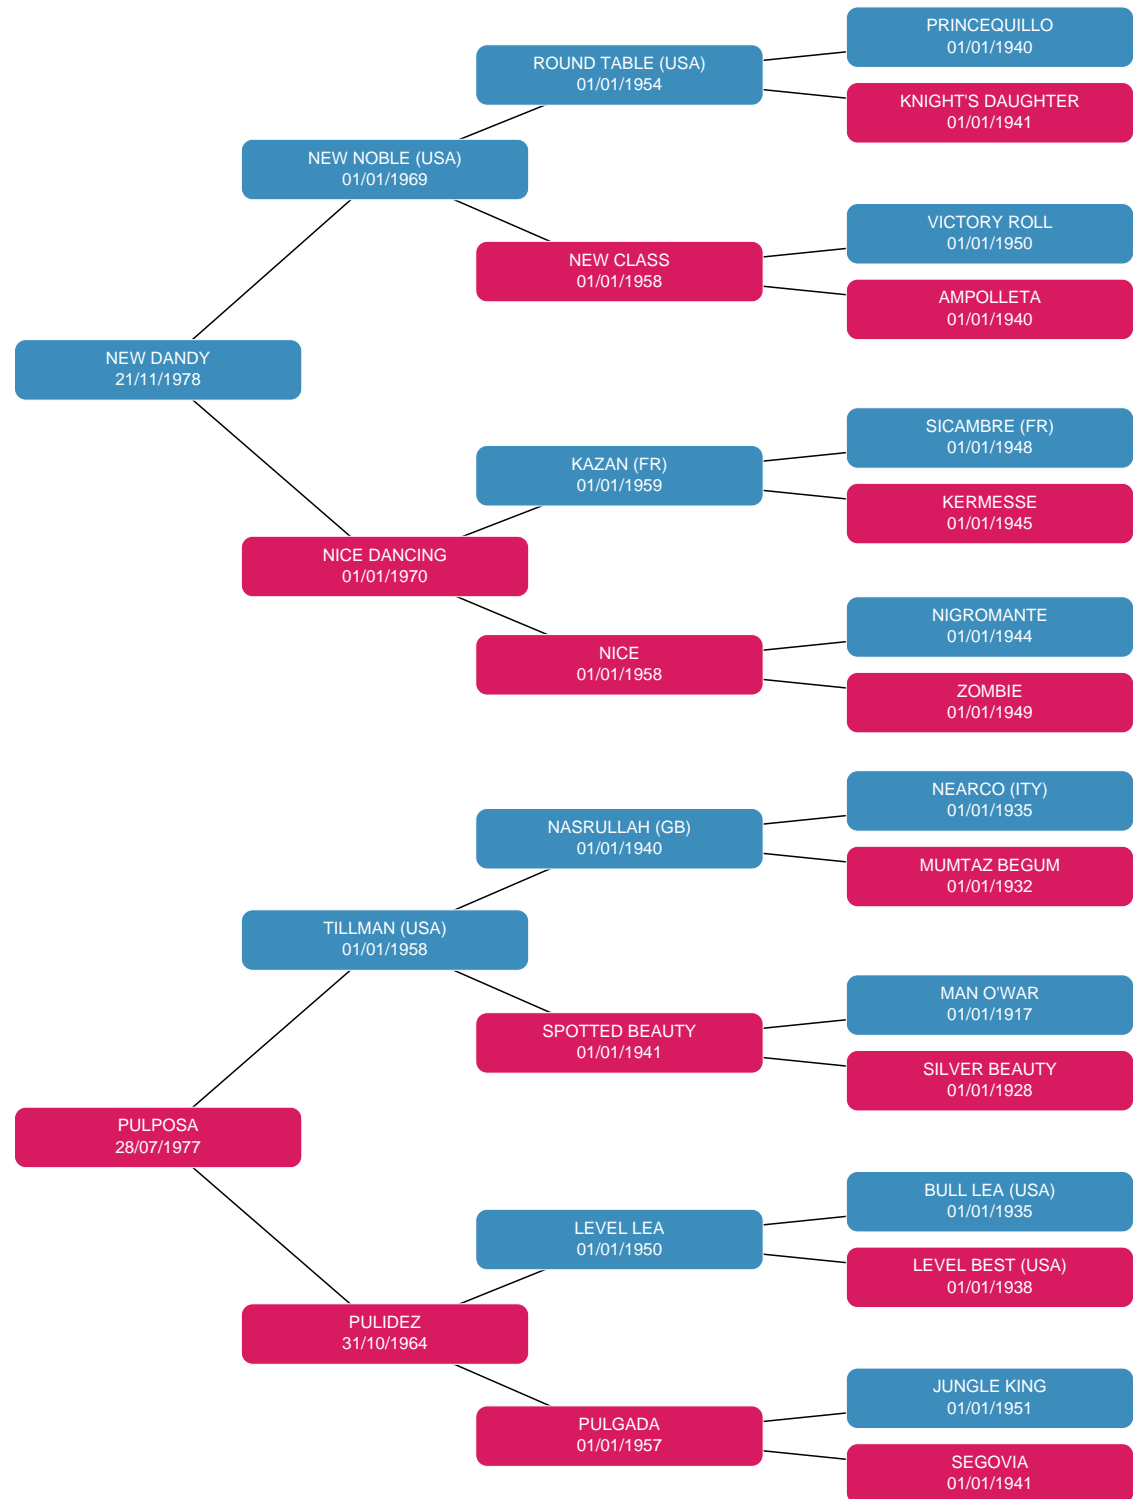 PRINCEQUILLO
01/01/1940
ROUND TABLE (USA)
01/01/1954
KNIGHT'S DAUGHTER
01/01/1941
NEW NOBLE (USA)
01/01/1969
VICTORY ROLL
01/01/1950
NEW CLASS
01/01/1958
AMPOLLETA
01/01/1940
NEW DANDY
21/11/1978
SICAMBRE (FR)
01/01/1948
KAZAN (FR)
01/01/1959
KERMESSE
01/01/1945
NICE DANCING
01/01/1970
NIGROMANTE
01/01/1944
NICE
01/01/1958
ZOMBIE
01/01/1949
NEARCO (ITY)
01/01/1935
NASRULLAH (GB)
01/01/1940
MUMTAZ BEGUM
01/01/1932
TILLMAN (USA)
01/01/1958
MAN O'WAR
01/01/1917
SPOTTED BEAUTY
01/01/1941
SILVER BEAUTY
01/01/1928
PULPOSA
28/07/1977
BULL LEA (USA)
01/01/1935
LEVEL LEA
01/01/1950
LEVEL BEST (USA)
01/01/1938
PULIDEZ
31/10/1964
JUNGLE KING
01/01/1951
PULGADA
01/01/1957
SEGOVIA
01/01/1941